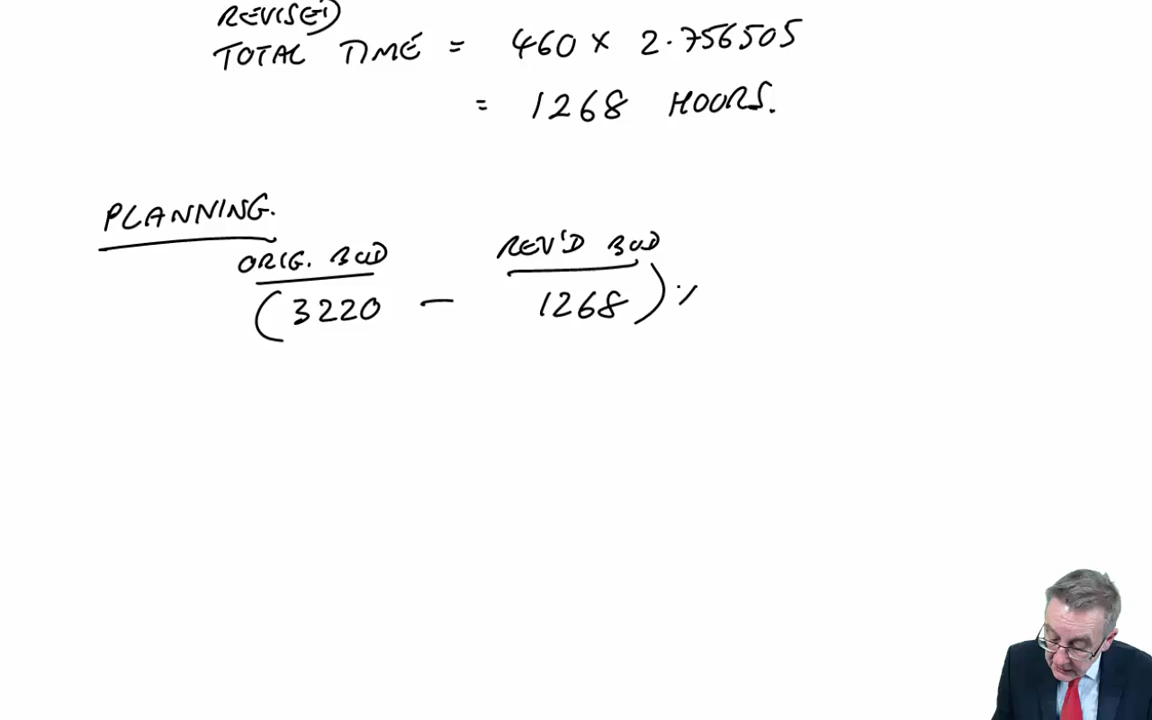 REVISED
TOTAL TIME = 460 × 2.756505
= 1268 HOURS.
PLANNING.
ORIG. BUD REV'D BUD
(3220 - 1268)